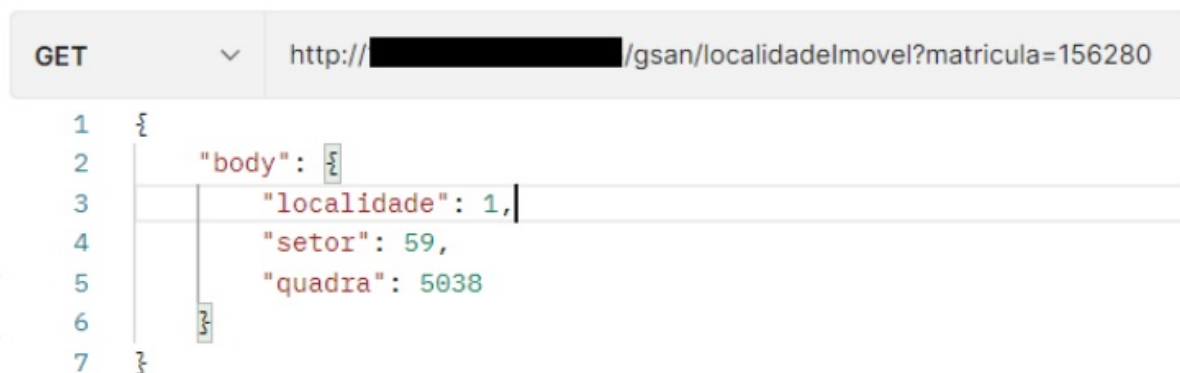 GET http:// /gsan/localidadeImovel?matricula=156280
1 {
2 "body": {
3 "localidade": 1,
4 "setor": 59,
5 "quadra": 5038
6 }
7 }